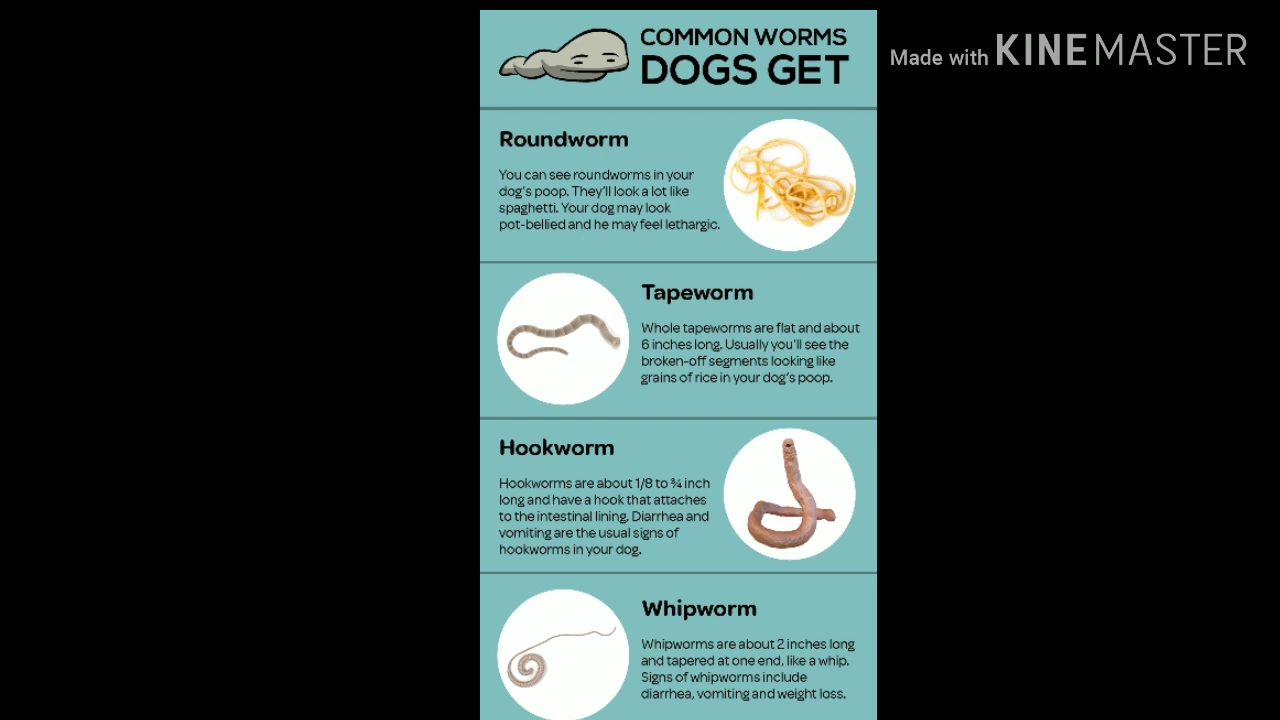 COMMON WORMS
DOGS GET
Made with KINEMASTER
Roundworm
You can see roundworms in your
dog's poop. They'll look a lot like
spaghetti. Your dog may look
pot-bellied and he may feel lethargic.
Tapeworm
Whole tapeworms are flat and about
6 inches long. Usually you'll see the
broken-off segments looking like
grains of rice in your dog's poop.
Hookworm
Hookworms are about 1/8 to ¾ inch
long and have a hook that attaches
to the intestinal lining. Diarrhea and
vomiting are the usual signs of
hookworms in your dog.
Whipworm
Whipworms are about 2 inches long
and tapered at one end, like a whip.
Signs of whipworms include
diarrhea, vomiting and weight loss.